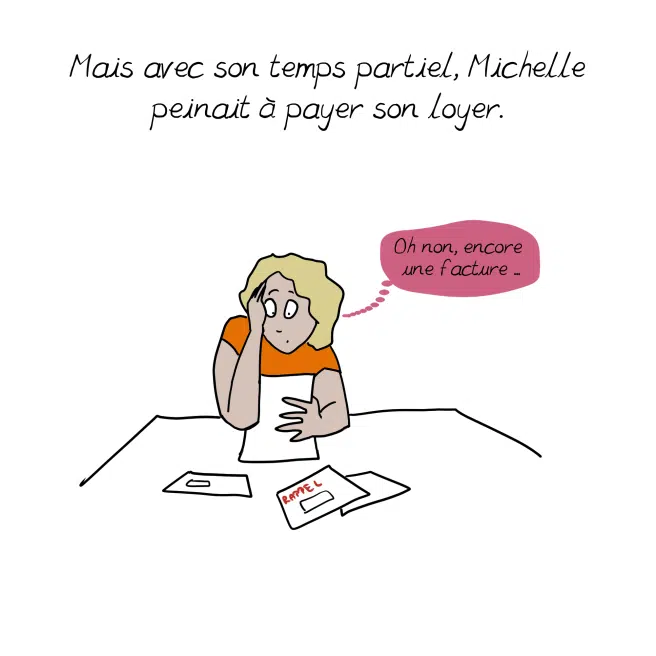 Mais avec son temps partiel, Michelle
peinait à payer son loyer.
Oh non, encore
une facture ...
RAPPEL